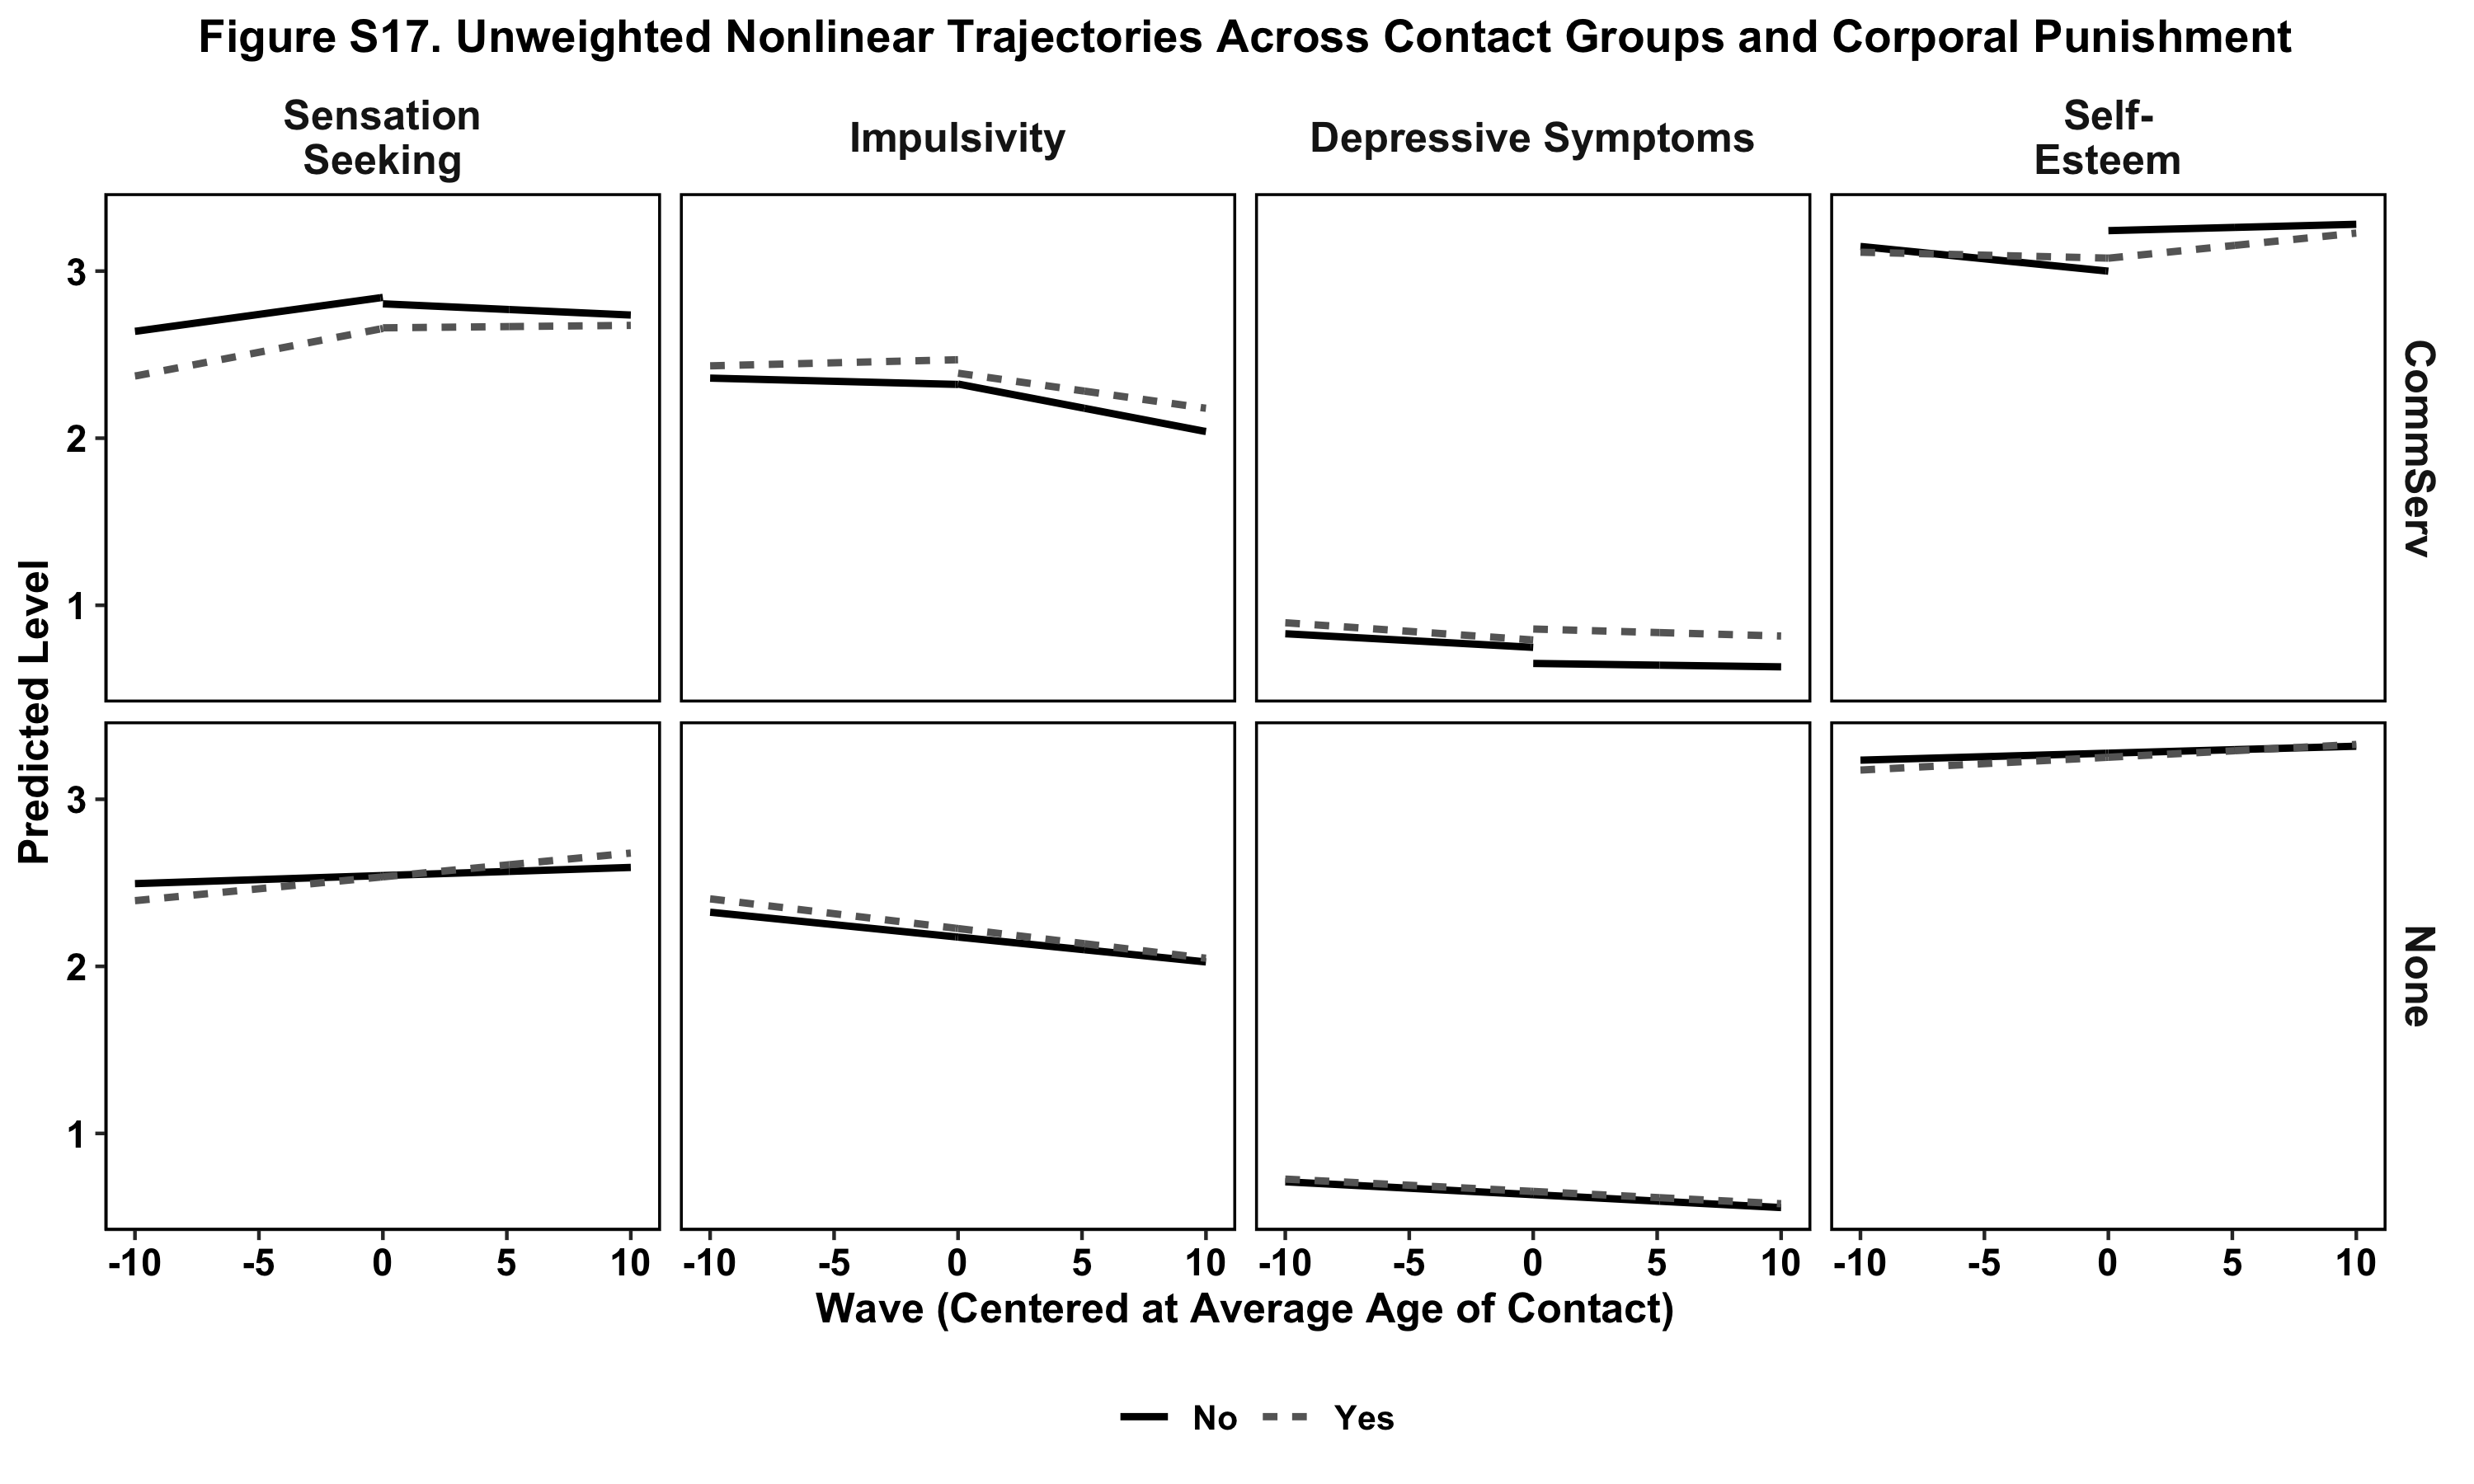 Figure S17. Unweighted Nonlinear Trajectories Across Contact Groups and Corporal Punishment
Sensation
Seeking
Impulsivity
Depressive Symptoms
Self-
Esteem
Predicted Level
3
2
1
CommServ
3
2
1
None
-10 -5 0 5 10
-10 -5 0 5 10
-10 -5 0 5 10
-10 -5 0 5 10
Wave (Centered at Average Age of Contact)
No Yes